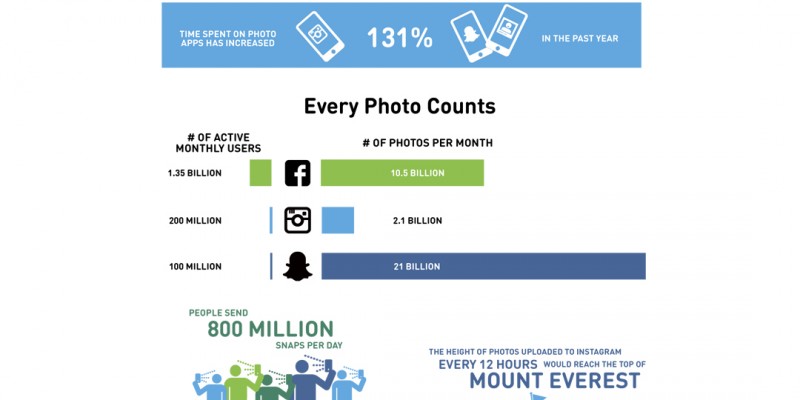 TIME SPENT ON PHOTO
APPS HAS INCREASED
131%
IN THE PAST YEAR
Every Photo Counts
# OF ACTIVE
MONTHLY USERS
# OF PHOTOS PER MONTH
1.35 BILLION
10.5 BILLION
200 MILLION
2.1 BILLION
100 MILLION
21 BILLION
PEOPLE SEND
800 MILLION
SNAPS PER DAY
THE HEIGHT OF PHOTOS UPLOADED TO INSTAGRAM
EVERY 12 HOURS WOULD REACH THE TOP OF
MOUNT EVEREST